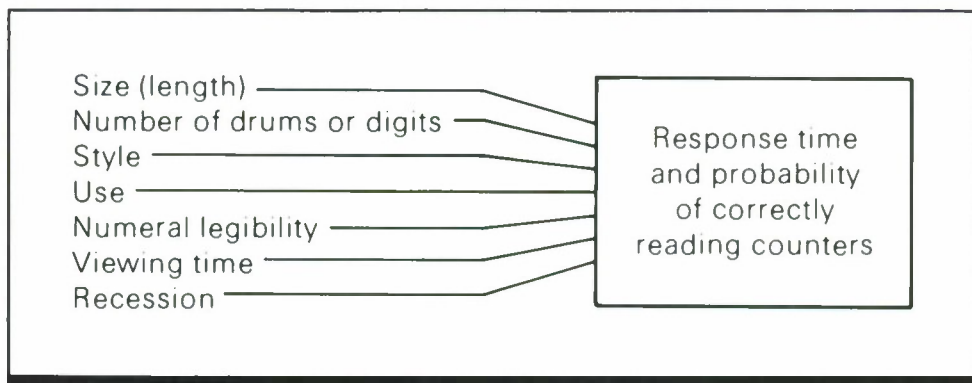 Size (length)
Number of drums or digits
Style
Use
Numeral legibility
Viewing time
Recession
Response time
and probability
of correctly
reading counters